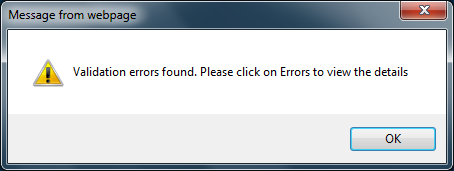 Message from webpage
Validation errors found. Please click on Errors to view the details
OK